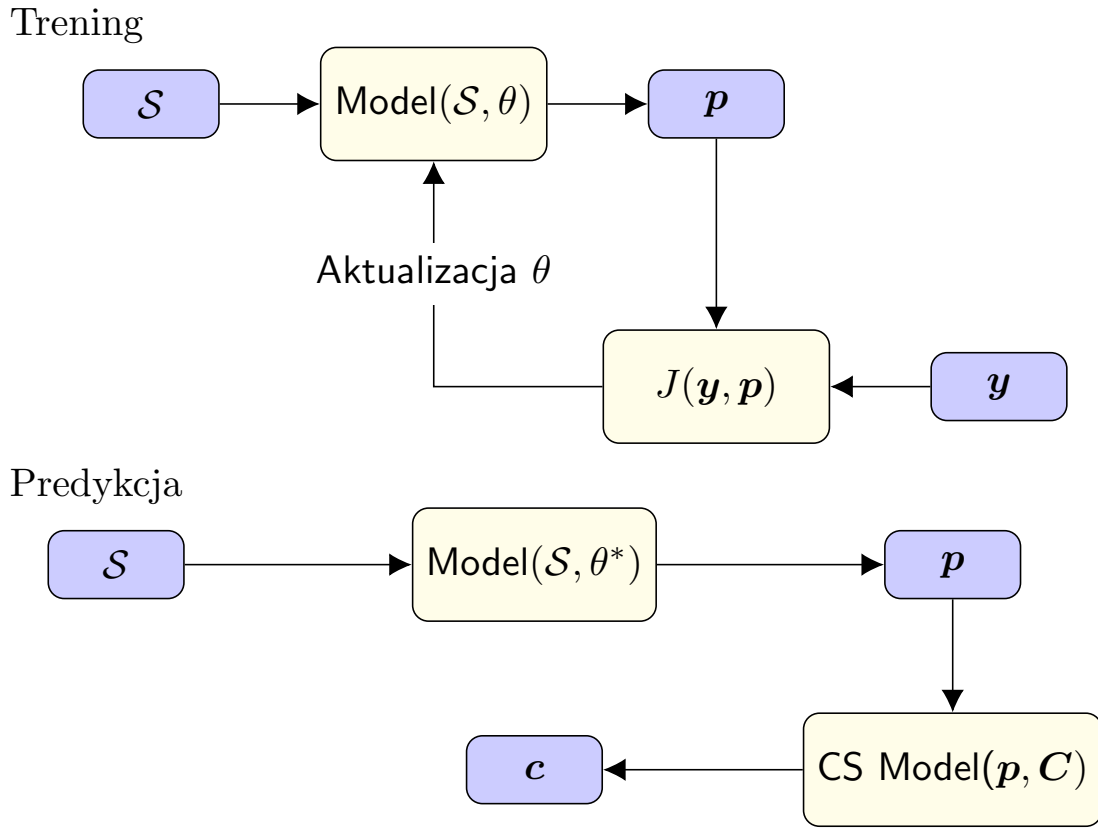 Trening
𝒮
Model(𝒮, θ)
p
Aktualizacja θ
J(y, p)
y
Predykcja
𝒮
Model(𝒮, θ*)
p
c
CS Model(p, C)